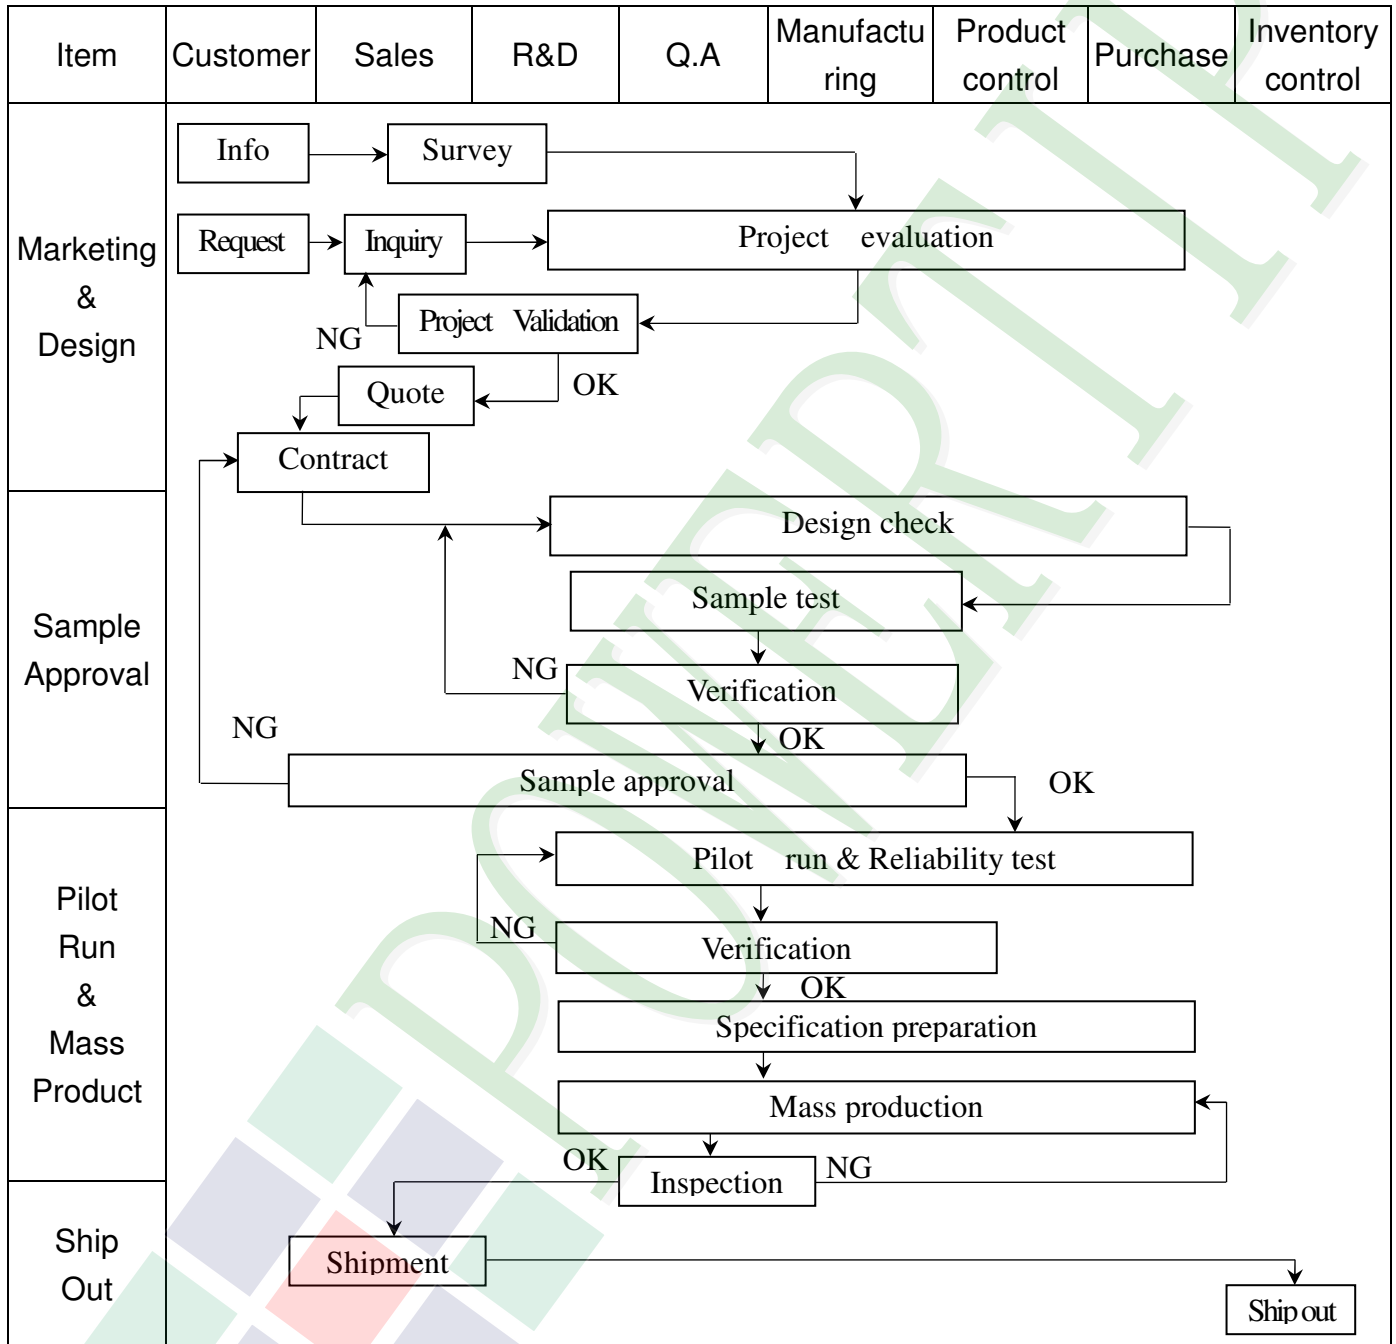 Item
Customer
Sales
R&D
Q.A
Manufactu
ring
Product
control
Purchase
Inventory
control
Marketing
&
Design
Info
Survey
Request
Inquiry
Project evaluation
NG
Project Validation
Quote
OK
Contract
Sample
Approval
Design check
Sample test
NG
Verification
NG
OK
Sample approval
OK
Pilot
Run
&
Mass
Product
Pilot run & Reliability test
NG
Verification
OK
Specification preparation
Mass production
OK
Inspection
NG
Ship
Out
Shipment
Ship out
POWERTIP